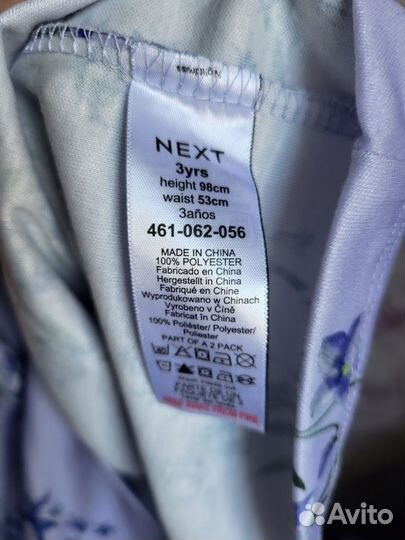 NEXT
3yrs
height 98cm
waist 53cm
3años
461-062-056
MADE IN CHINA
100% POLYESTER
Fabricado en China
Hergestellt in China
Fabriqué en Chine
Wyprodukowano w Chinach
Vyrobeno v Číně
Fabricat în China
100% Poliéster/ Polyester/
Poliester
PART OF A 2 PACK
Avito